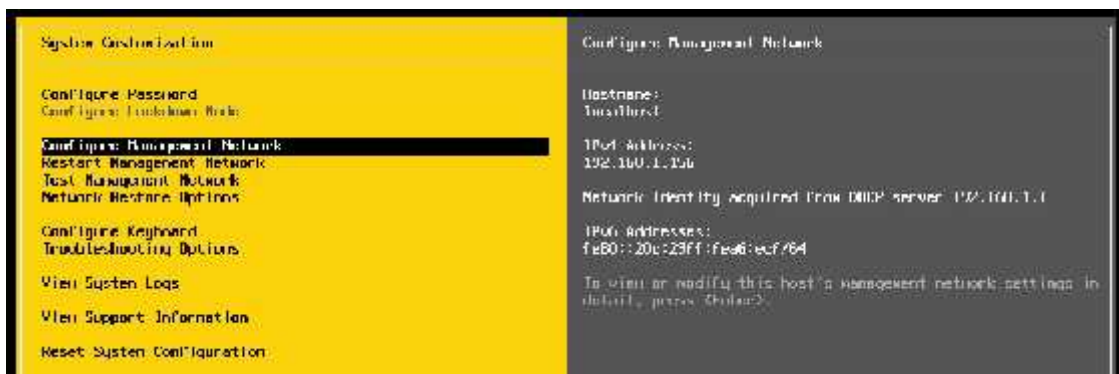 System Customization
Configure Password
Configure Lockdown Mode
Configure Management Network
Restart Management Network
Test Management Network
Network Restore Options
Configure Keyboard
Troubleshooting Options
View System Logs
View Support Information
Reset System Configuration
Configure Management Network
Hostname:
localhost
IPv4 Address:
Network identity acquired from DHCP server
IPv6 Addresses:
To view or modify this host's management network settings in
detail, press <Enter>.